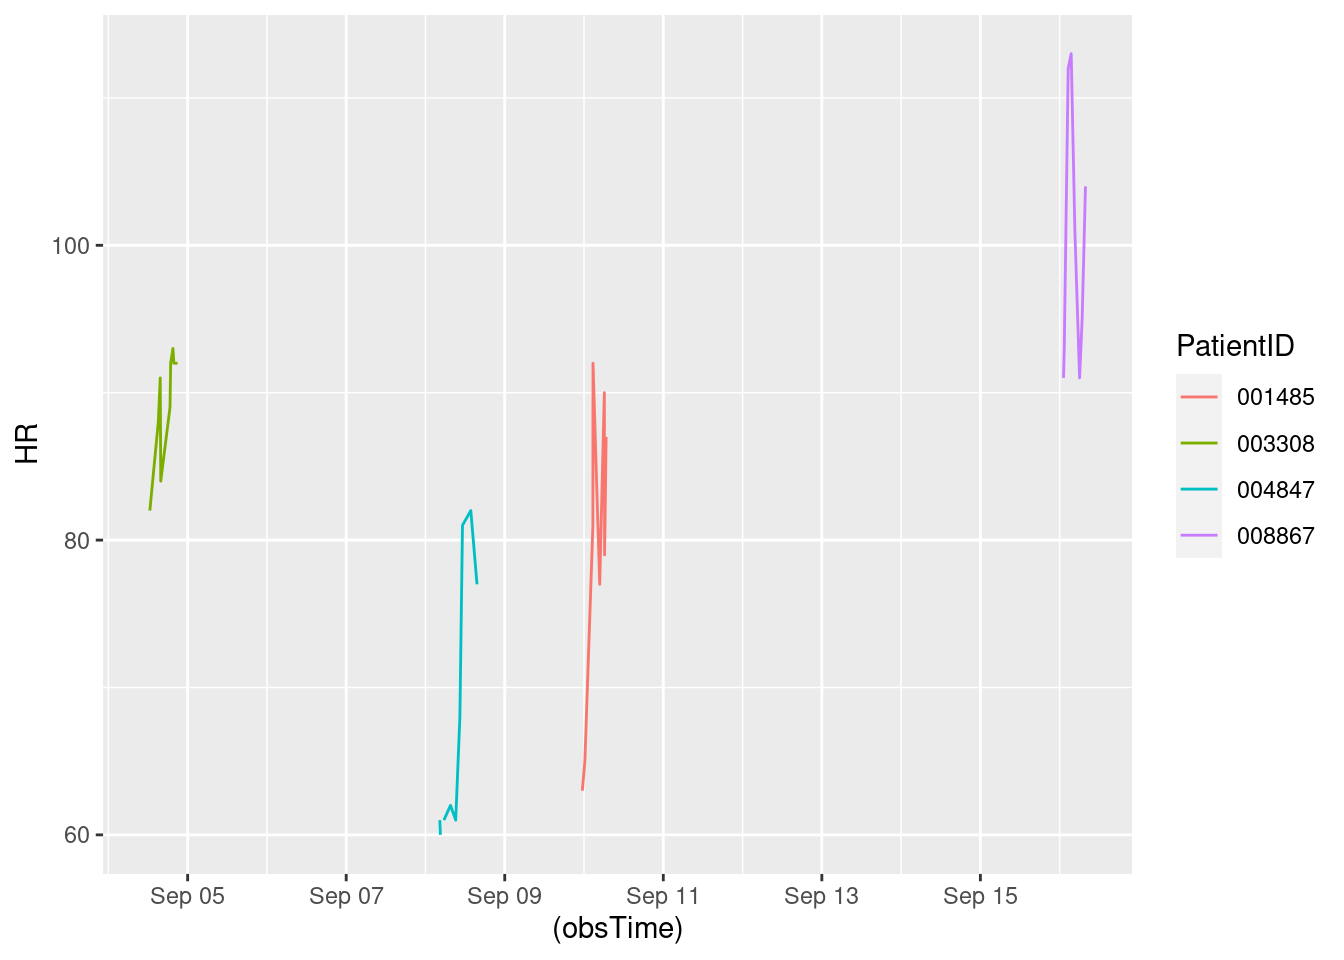 100
80
60
HR
Sep 05
Sep 07
Sep 09
Sep 11
Sep 13
Sep 15
(obsTime)
PatientID
001485
003308
004847
008867